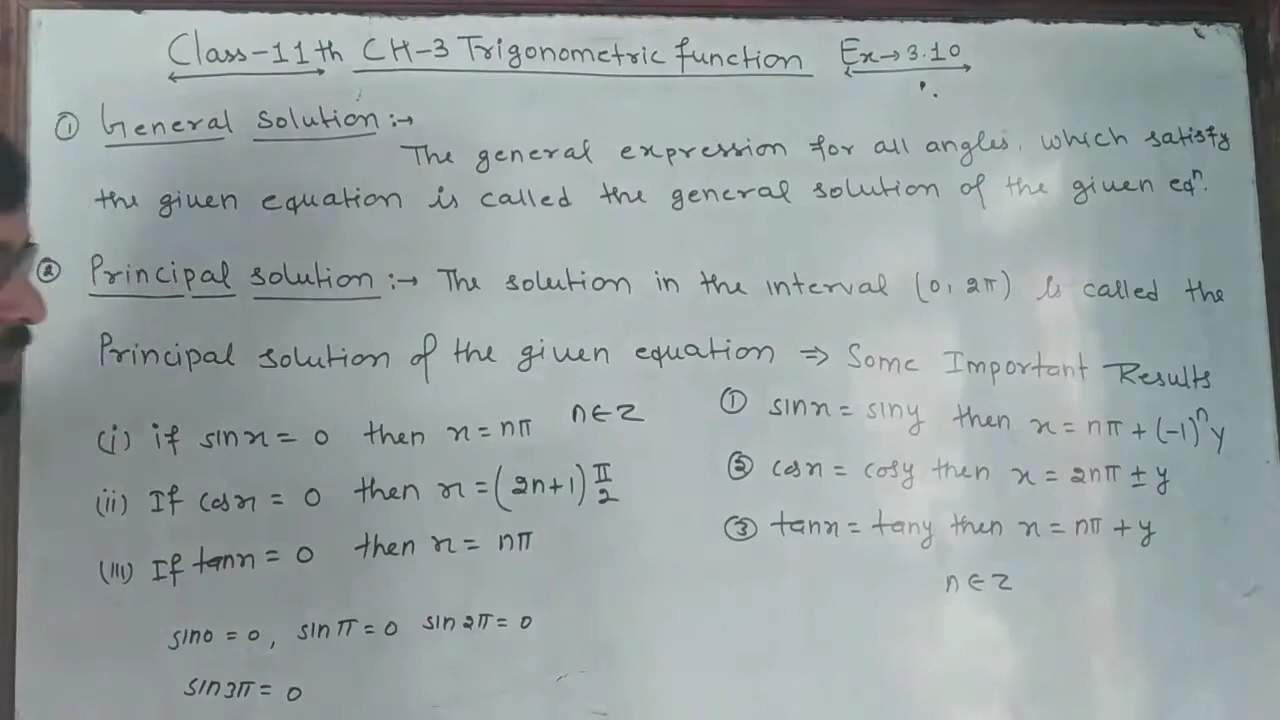 Class-11th CH-3 Trigonometric function Ex→3.10
① General solution :→
The general expression for all angles, which satisfy
the given equation is called the general solution of the given eqⁿ.
② Principal solution :→ The solution in the interval (0, 2π) is called the
Principal solution of the given equation ⇒ Some Important Results
(i) if sinx = 0 then x = nπ n∈Z
(ii) If cosx = 0 then x = (2n+1) π/2
(iii) If tanx = 0 then x = nπ
① sinx = siny then x = nπ + (-1)ⁿy
② cosx = cosy then x = 2nπ ± y
③ tanx = tany then x = nπ + y
n∈Z
sin0 = 0, sinπ = 0 sin2π = 0
sin3π = 0